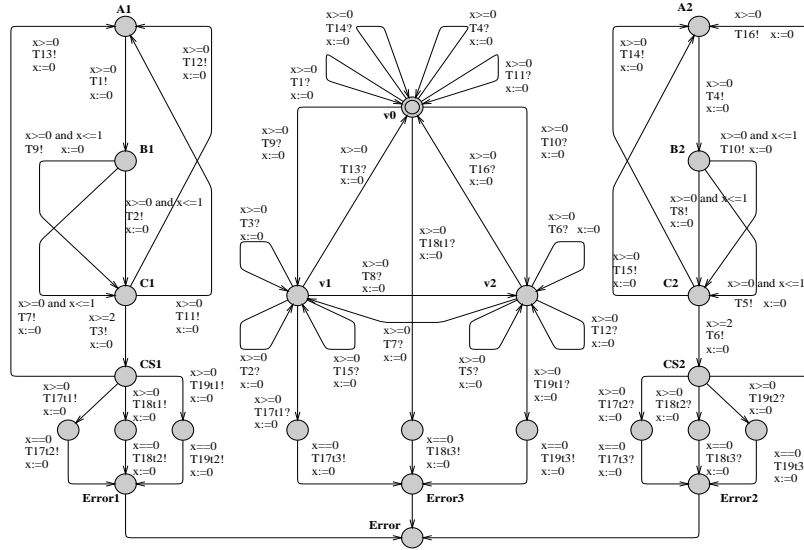 A1
A2
x>=0
T14?
x:=0
x>=0
T4?
x:=0
x>=0
T16!   x:=0
x>=0
T13!
x:=0
x>=0
T12!
x:=0
x>=0
T1!
x:=0
x>=0
T1?
x:=0
x>=0
T11?
x:=0
x>=0
T14!
x:=0
x>=0
T4!
x:=0
v0
x>=0 and x<=1
T9!   x:=0
B1
x>=0
T9?
x:=0
x>=0
T13?
x:=0
x>=0
T16?
x:=0
x>=0
T10?
x:=0
B2
x>=0 and x<=1
T10!   x:=0
x>=0 and x<=1
T2!
x:=0
x>=0
T3?
x:=0
x>=0
T18t1?
x:=0
x>=0
T6?   x:=0
x>=0 and x<=1
T8!
x:=0
x>=0
T15!
x:=0
C1
v1
x>=0
T8?
x:=0
v2
C2
x>=0 and x<=1
T5!   x:=0
x>=0 and x<=1
T7!
x:=0
x>=2
T3!
x:=0
x>=0
T11!
x:=0
x>=0
T2?
x:=0
x>=0
T15?
x:=0
x>=0
T7?
x:=0
x>=0
T5?
x:=0
x>=0
T12?
x:=0
x>=2
T6!
x:=0
CS1
CS2
x>=0
T17t1!
x:=0
x>=0
T18t1!
x:=0
x>=0
T19t1!
x:=0
x>=0
T17t1?
x:=0
x>=0
T19t1?
x:=0
x>=0
T17t2?
x:=0
x>=0
T18t2?
x:=0
x>=0
T19t2?
x:=0
x==0
T17t2!
x:=0
x==0
T18t2!
x:=0
x==0
T19t2!
x:=0
x==0
T17t3!
x:=0
x==0
T18t3!
x:=0
x==0
T19t3!
x:=0
x==0
T17t3?
x:=0
x==0
T18t3?
x:=0
x==0
T19t3
x:=0
Error1
Error3
Error2
Error